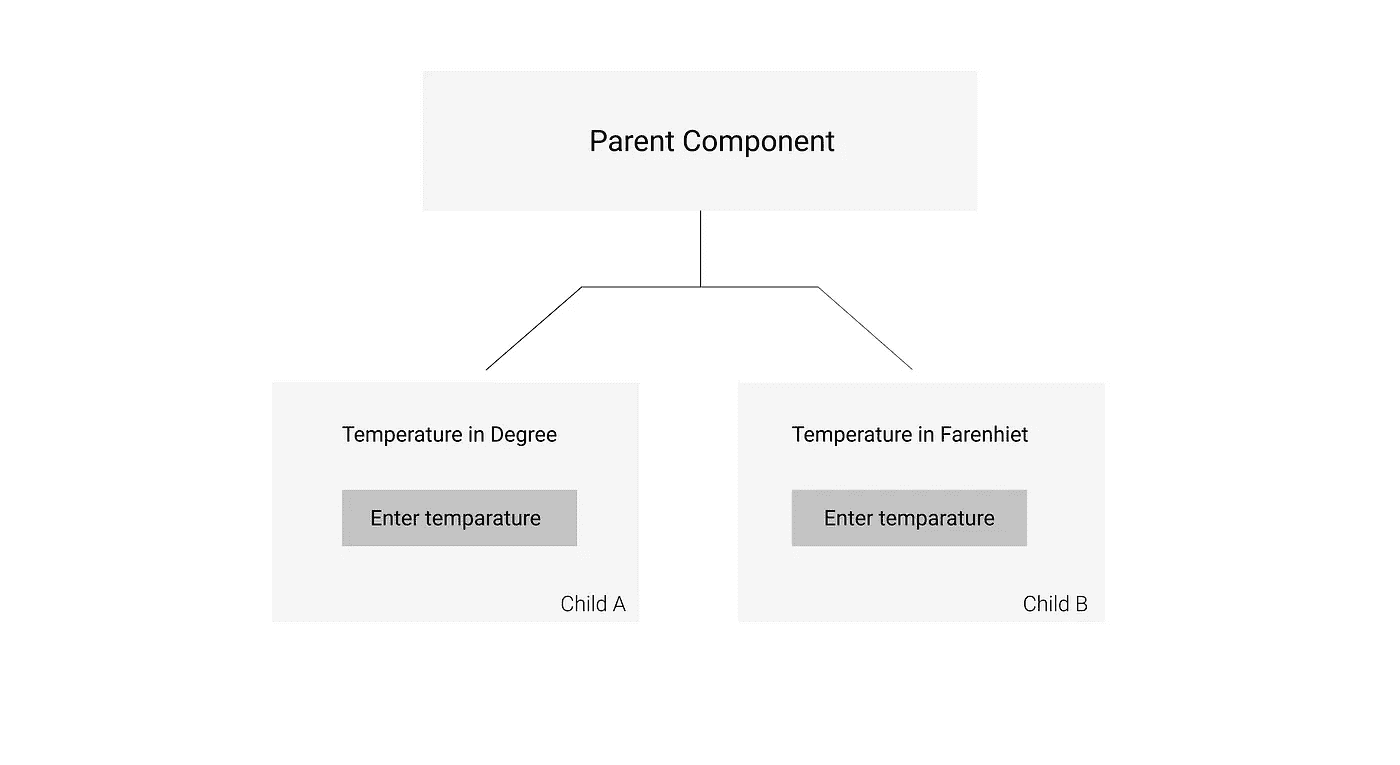 Parent Component
Temperature in Degree
Enter temparature
Child A
Temperature in Farenhiet
Enter temparature
Child B